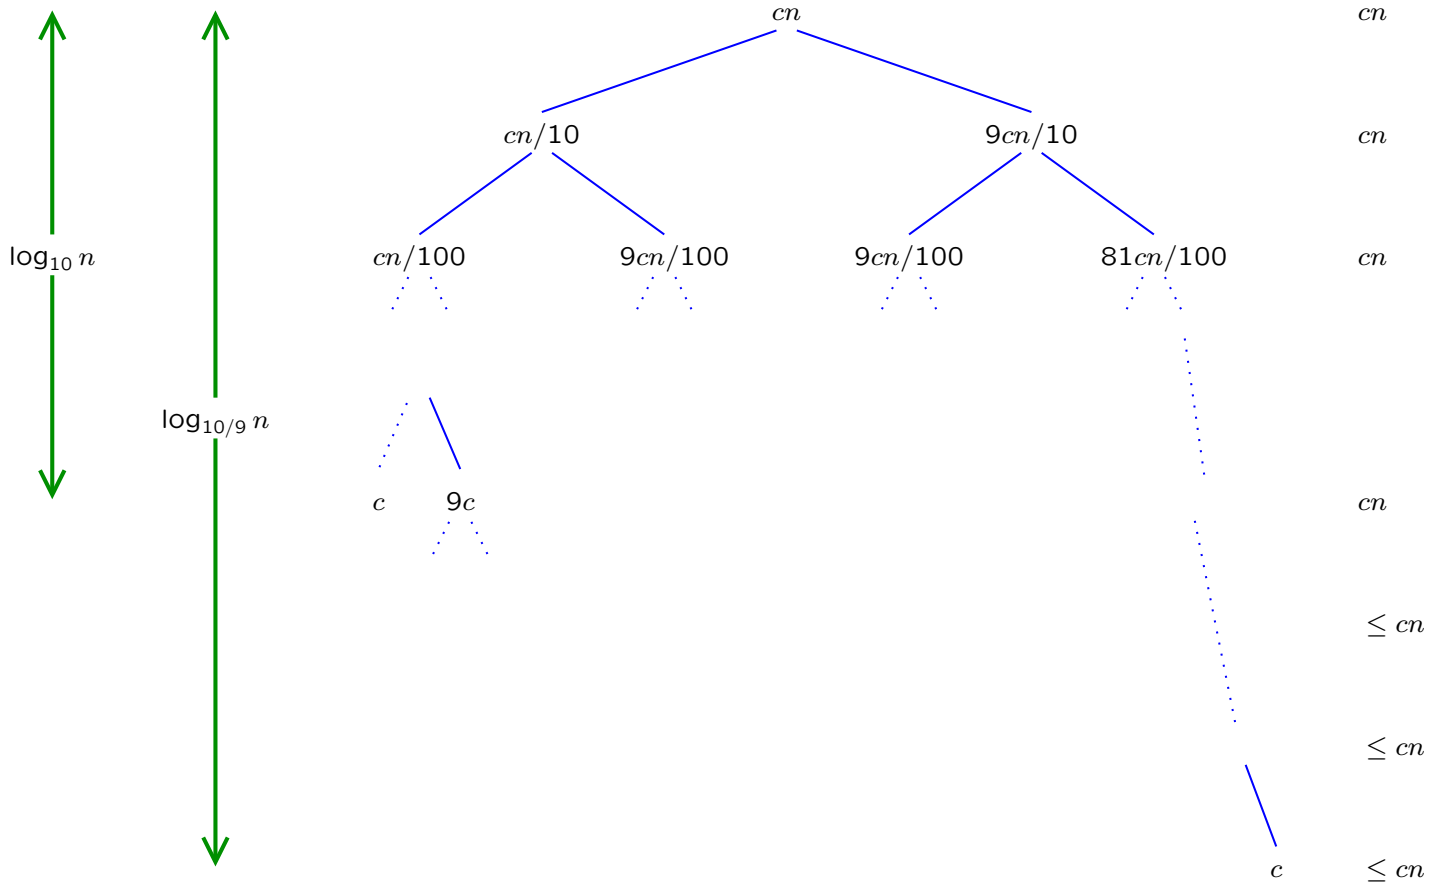 cn cn
cn/10 9cn/10 cn
log₁₀ n cn/100 9cn/100 9cn/100 81cn/100 cn
log₁₀/₉ n
c 9c cn
≤ cn
≤ cn
c ≤ cn